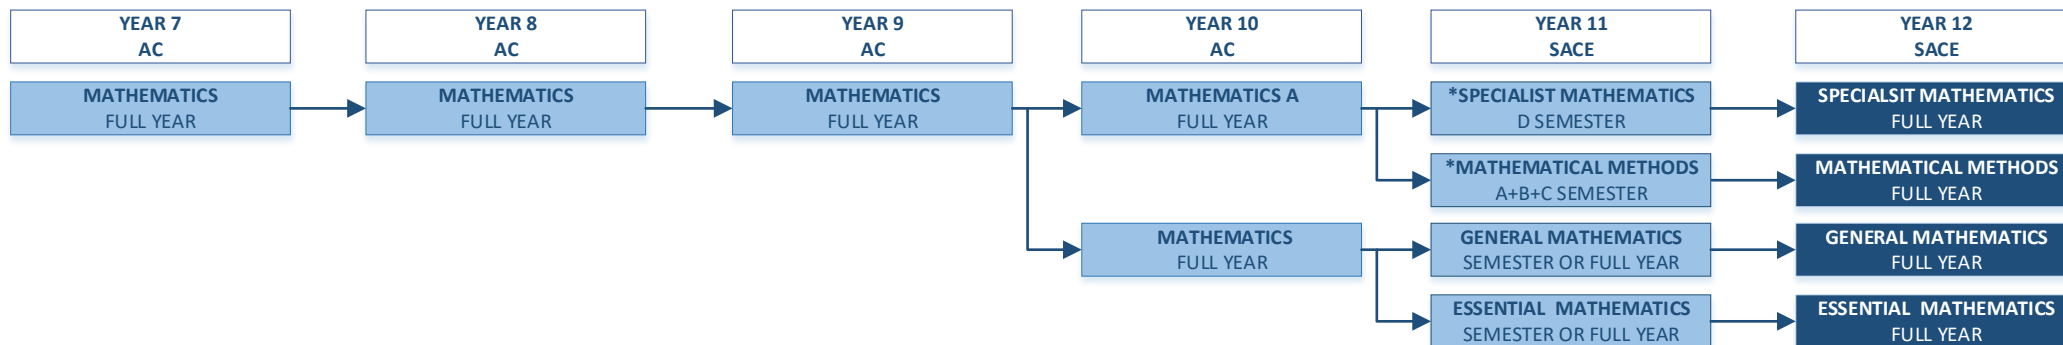 YEAR 7
AC
YEAR 8
AC
YEAR 9
AC
YEAR 10
AC
YEAR 11
SACE
YEAR 12
SACE
MATHEMATICS
FULL YEAR
MATHEMATICS
FULL YEAR
MATHEMATICS
FULL YEAR
MATHEMATICS A
FULL YEAR
*SPECIALIST MATHEMATICS
D SEMESTER
SPECIALSIT MATHEMATICS
FULL YEAR
*MATHEMATICAL METHODS
A+B+C SEMESTER
MATHEMATICAL METHODS
FULL YEAR
MATHEMATICS
FULL YEAR
GENERAL MATHEMATICS
SEMESTER OR FULL YEAR
GENERAL MATHEMATICS
FULL YEAR
ESSENTIAL MATHEMATICS
SEMESTER OR FULL YEAR
ESSENTIAL MATHEMATICS
FULL YEAR